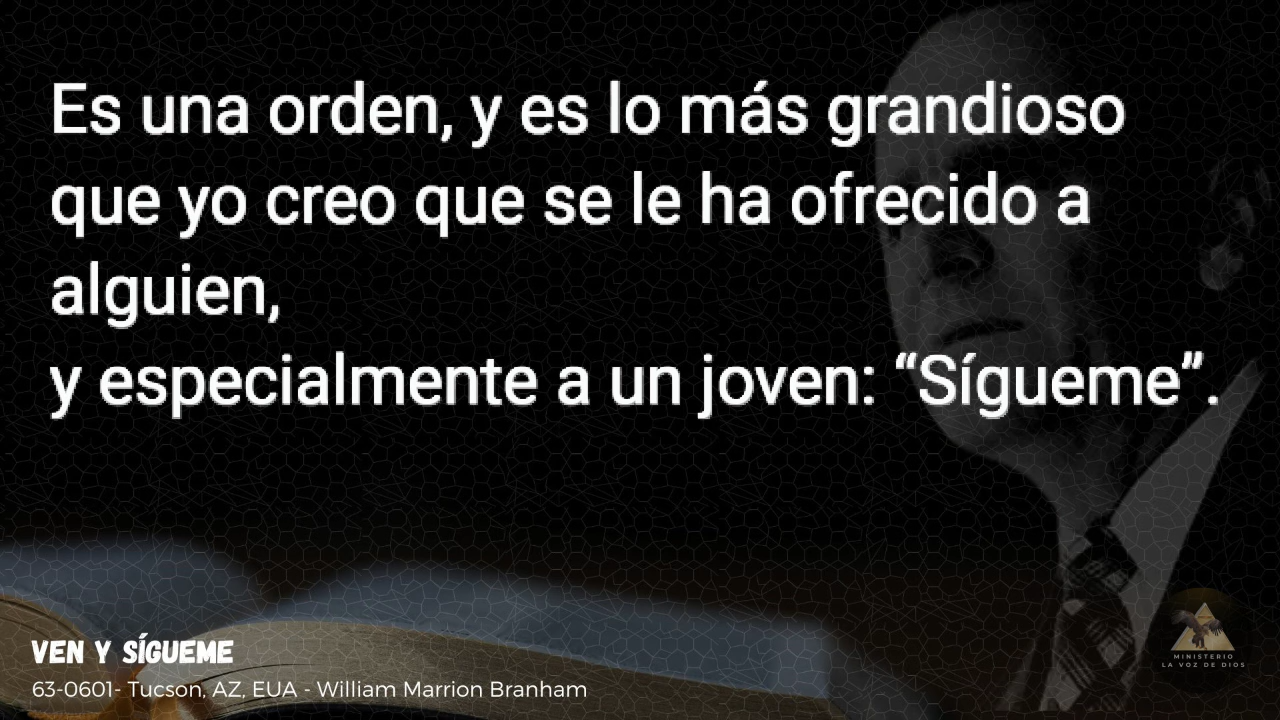 Es una orden, y es lo más grandioso
que yo creo que se le ha ofrecido a
alguien,
y especialmente a un joven: “Sígueme”.
VEN Y SÍGUEME
63-0601- Tucson, AZ, EUA - William Marrion Branham
MINISTERIO
LA VOZ DE DIOS